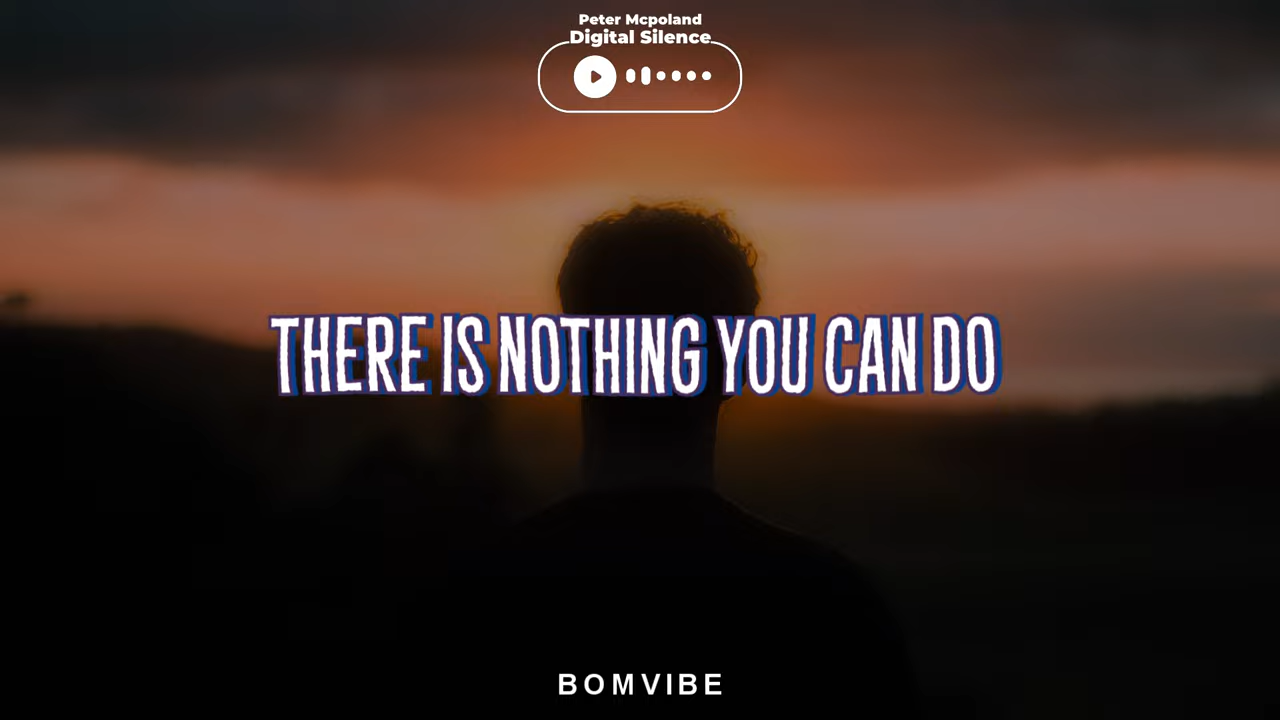 Peter Mcpoland
Digital Silence
THERE IS NOTHING YOU CAN DO
BOMVIBE